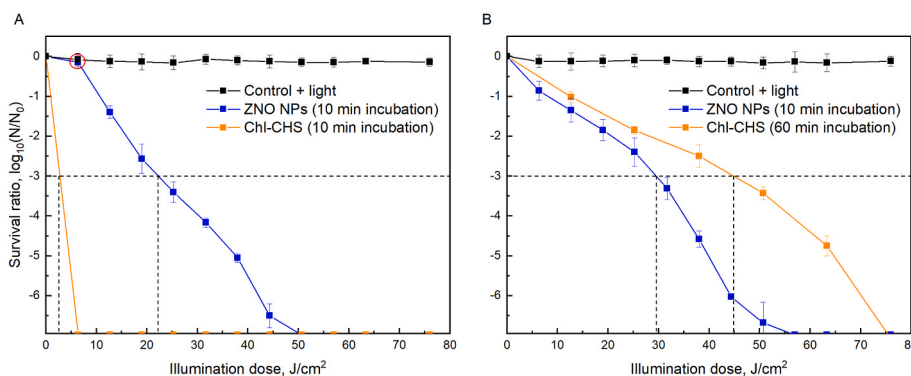 A
Survival ratio, log10(N/N0)
0
-1
-2
-3
-4
-5
-6
Control + light
ZNO NPs (10 min incubation)
Chl-CHS (10 min incubation)
0 10 20 30 40 50 60 70 80
Illumination dose, J/cm2
B
0
-1
-2
-3
-4
-5
-6
Control + light
ZNO NPs (10 min incubation)
Chl-CHS (60 min incubation)
0 10 20 30 40 50 60 70 8
Illumination dose, J/cm2